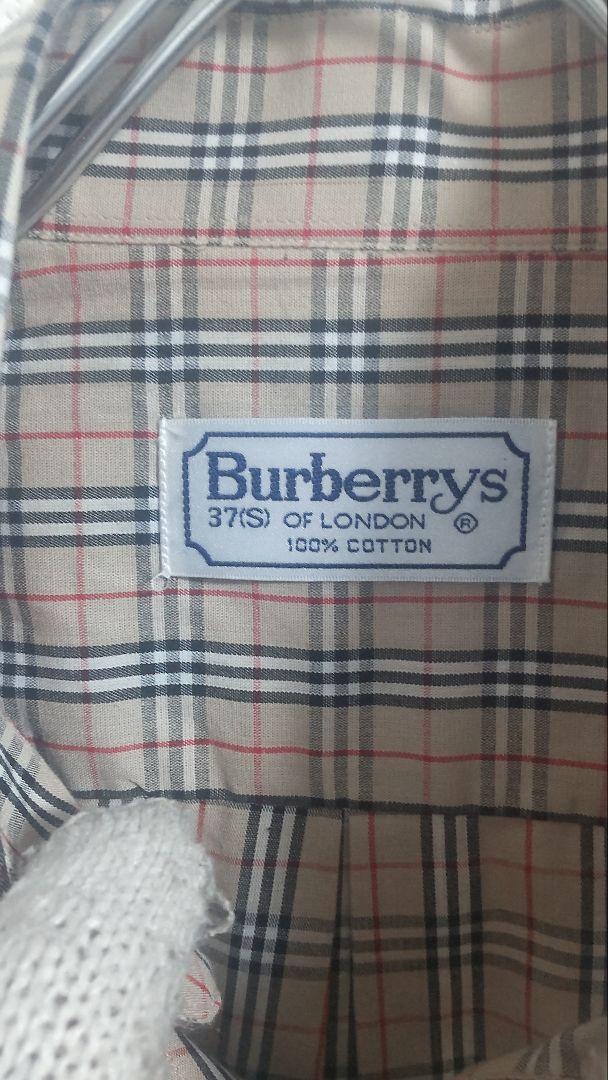 Burberrys
37(S) OF LONDON ®
100% COTTON